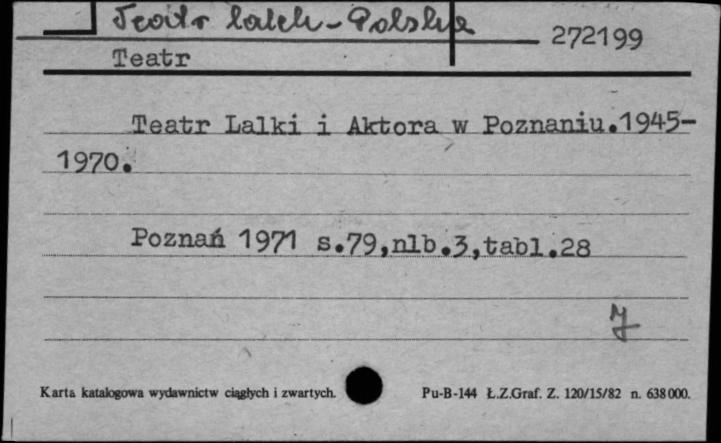 Teatr lalek - Polska
272199
Teatr
Teatr Lalki i Aktora w Poznaniu.1945-
1970.
Poznań 1971 s.79,nlb.3,tabl.28
Karta katalogowa wydawnictw ciągłych i zwartych.
Pu-B-144 Ł.Z.Graf. Z. 120/15/82 n. 638000.